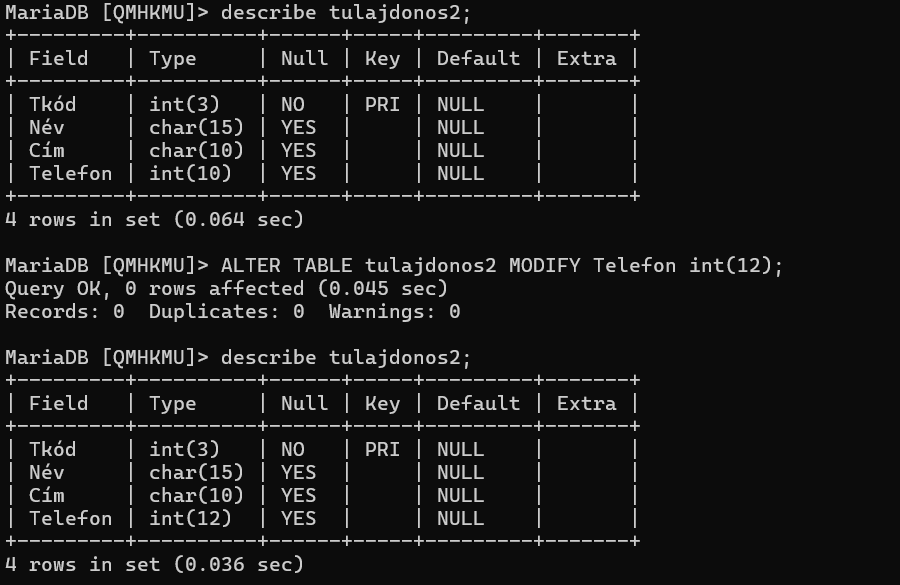 MariaDB [QMHKMU]> describe tulajdonos2;
+---------+----------+------+-----+---------+-------+
| Field   | Type     | Null | Key | Default | Extra |
+---------+----------+------+-----+---------+-------+
| Tkód    | int(3)   | NO   | PRI | NULL    |       |
| Név     | char(15) | YES  |     | NULL    |       |
| Cím     | char(10) | YES  |     | NULL    |       |
| Telefon | int(10)  | YES  |     | NULL    |       |
+---------+----------+------+-----+---------+-------+
4 rows in set (0.064 sec)

MariaDB [QMHKMU]> ALTER TABLE tulajdonos2 MODIFY Telefon int(12);
Query OK, 0 rows affected (0.045 sec)
Records: 0  Duplicates: 0  Warnings: 0

MariaDB [QMHKMU]> describe tulajdonos2;
+---------+----------+------+-----+---------+-------+
| Field   | Type     | Null | Key | Default | Extra |
+---------+----------+------+-----+---------+-------+
| Tkód    | int(3)   | NO   | PRI | NULL    |       |
| Név     | char(15) | YES  |     | NULL    |       |
| Cím     | char(10) | YES  |     | NULL    |       |
| Telefon | int(12)  | YES  |     | NULL    |       |
+---------+----------+------+-----+---------+-------+
4 rows in set (0.036 sec)